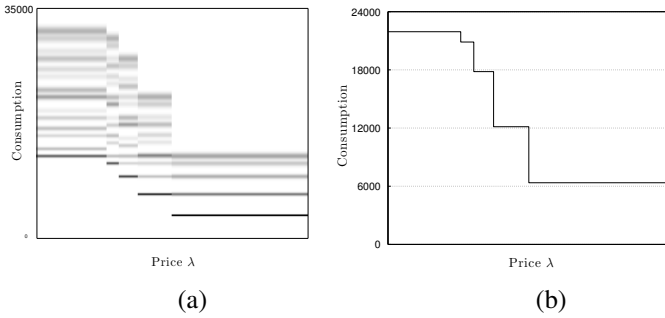 35000
Consumption
0
Price λ
(a)
24000
18000
Consumption
12000
6000
0
Price λ
(b)